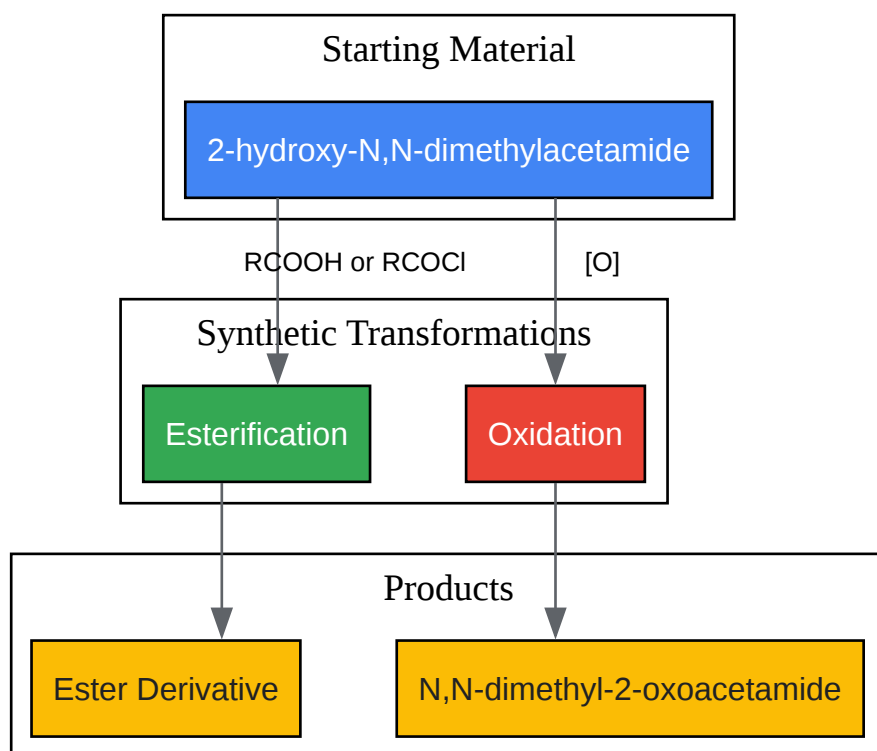 Starting Material
2-hydroxy-N,N-dimethylacetamide
RCOOH or RCOCl
[O]
Synthetic Transformations
Esterification
Oxidation
Products
Ester Derivative
N,N-dimethyl-2-oxoacetamide